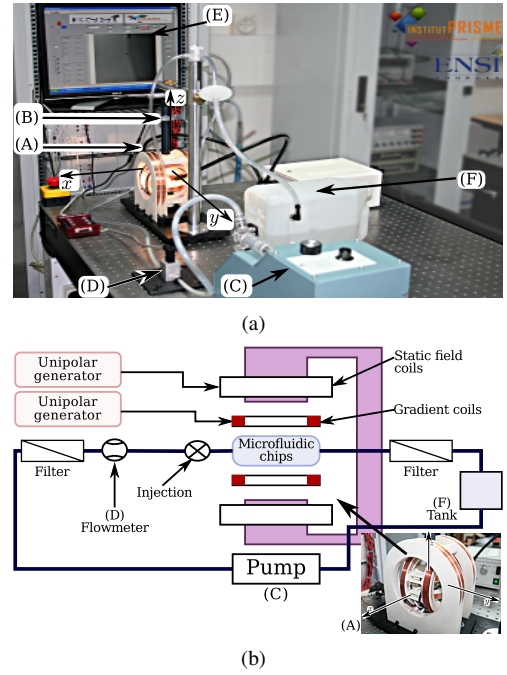 (E)
INSTITUT PRISME
ENSI
(B)
z
(A)
x
(F)
y
(D)
(C)
(a)
Unipolar
generator
Static field
coils
Unipolar
generator
Gradient coils
Microfluidic
chips
Filter
Filter
Injection
(D)
Flowmeter
(F)
Tank
Pump
(C)
(A)
y
(b)